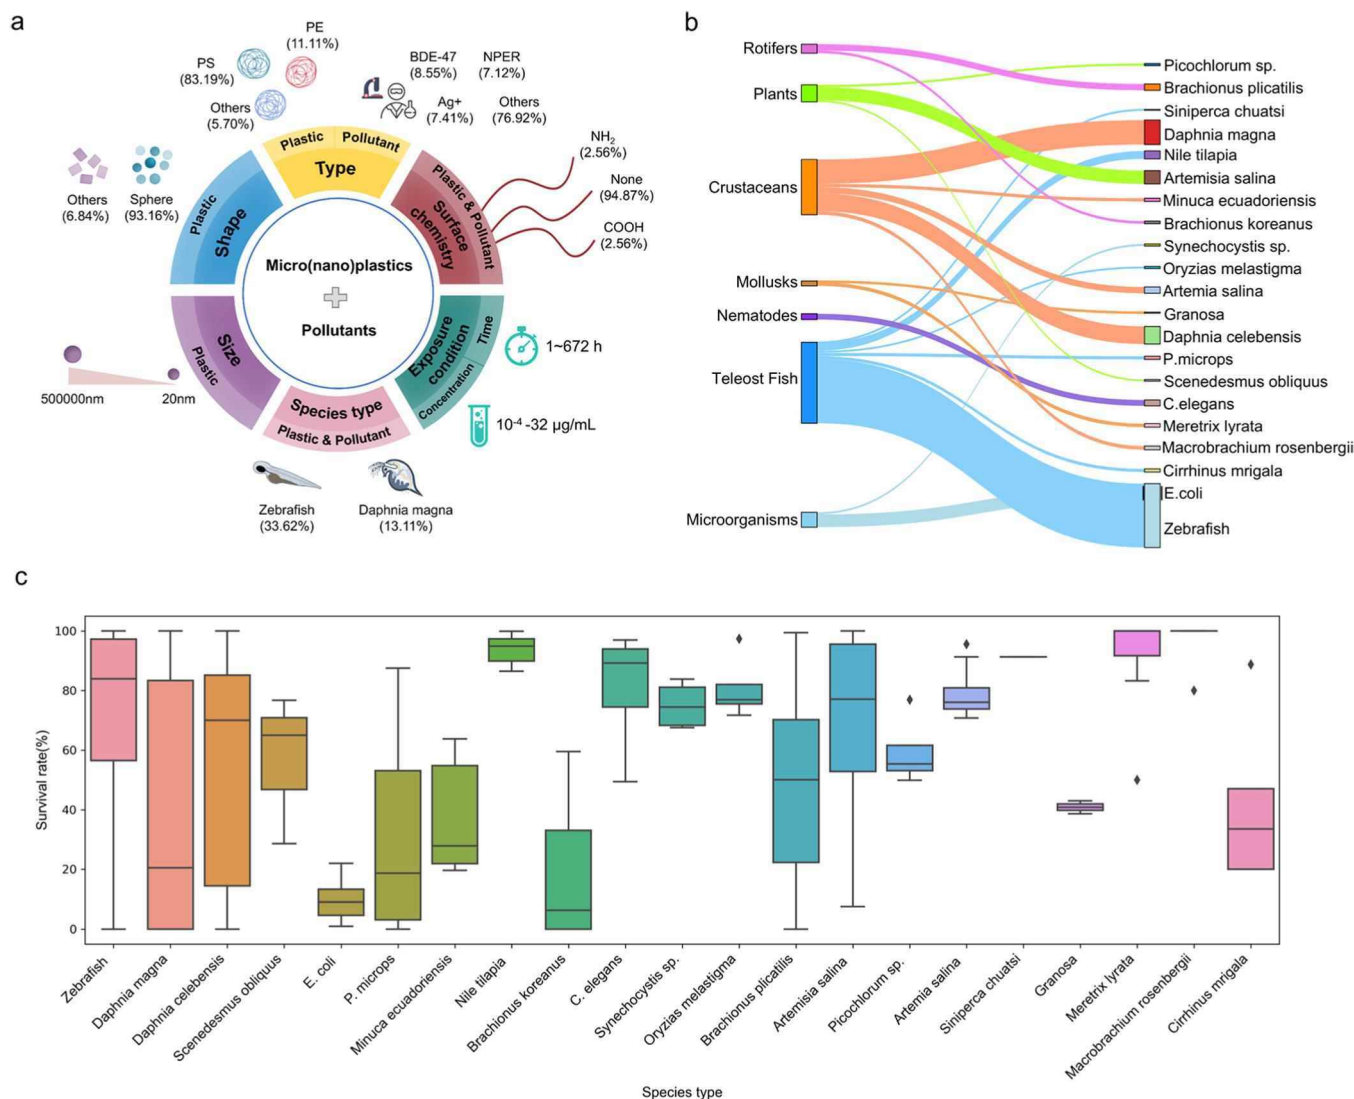 a
PE
(11.11%)
PS
(83.19%)
Others
(5.70%)
BDE-47
(8.55%)
NPER
(7.12%)
Ag+
(7.41%)
Others
(76.92%)
NH2
(2.56%)
None
(94.87%)
COOH
(2.56%)
Others
(6.84%)
Sphere
(93.16%)
Plastic
Pollutant
Type
Plastic
Shape
Plastic & Pollutant
Surface
chemistry
Micro(nano)plastics
Pollutants
Size
Plastic
Exposure
condition
Time
Concentration
1~672 h
10-4 -32 μg/mL
500000nm
20nm
Species type
Plastic & Pollutant
Zebrafish
(33.62%)
Daphnia magna
(13.11%)
b
Rotifers
Plants
Crustaceans
Mollusks
Nematodes
Teleost Fish
Microorganisms
Picochlorum sp.
Brachionus plicatilis
Siniperca chuatsi
Daphnia magna
Nile tilapia
Artemisia salina
Minuca ecuadoriensis
Brachionus koreanus
Synechocystis sp.
Oryzias melastigma
Artemia salina
Granosa
Daphnia celebensis
P.microps
Scenedesmus obliquus
C.elegans
Meretrix lyrata
Macrobrachium rosenbergii
Cirrhinus mrigala
E.coli
Zebrafish
c
Survival rate(%)
100
80
60
40
20
0
Zebrafish
Daphnia magna
Daphnia celebensis
Scenedesmus obliquus
E. coli
P. microps
Minuca ecuadoriensis
Nile tilapia
Brachionus koreanus
C. elegans
Synechocystis sp.
Oryzias melastigma
Brachionus plicatilis
Artemisia salina
Picochlorum sp.
Artemia salina
Siniperca chuatsi
Granosa
Meretrix lyrata
Macrobrachium rosenbergii
Cirrhinus mrigala
Species type